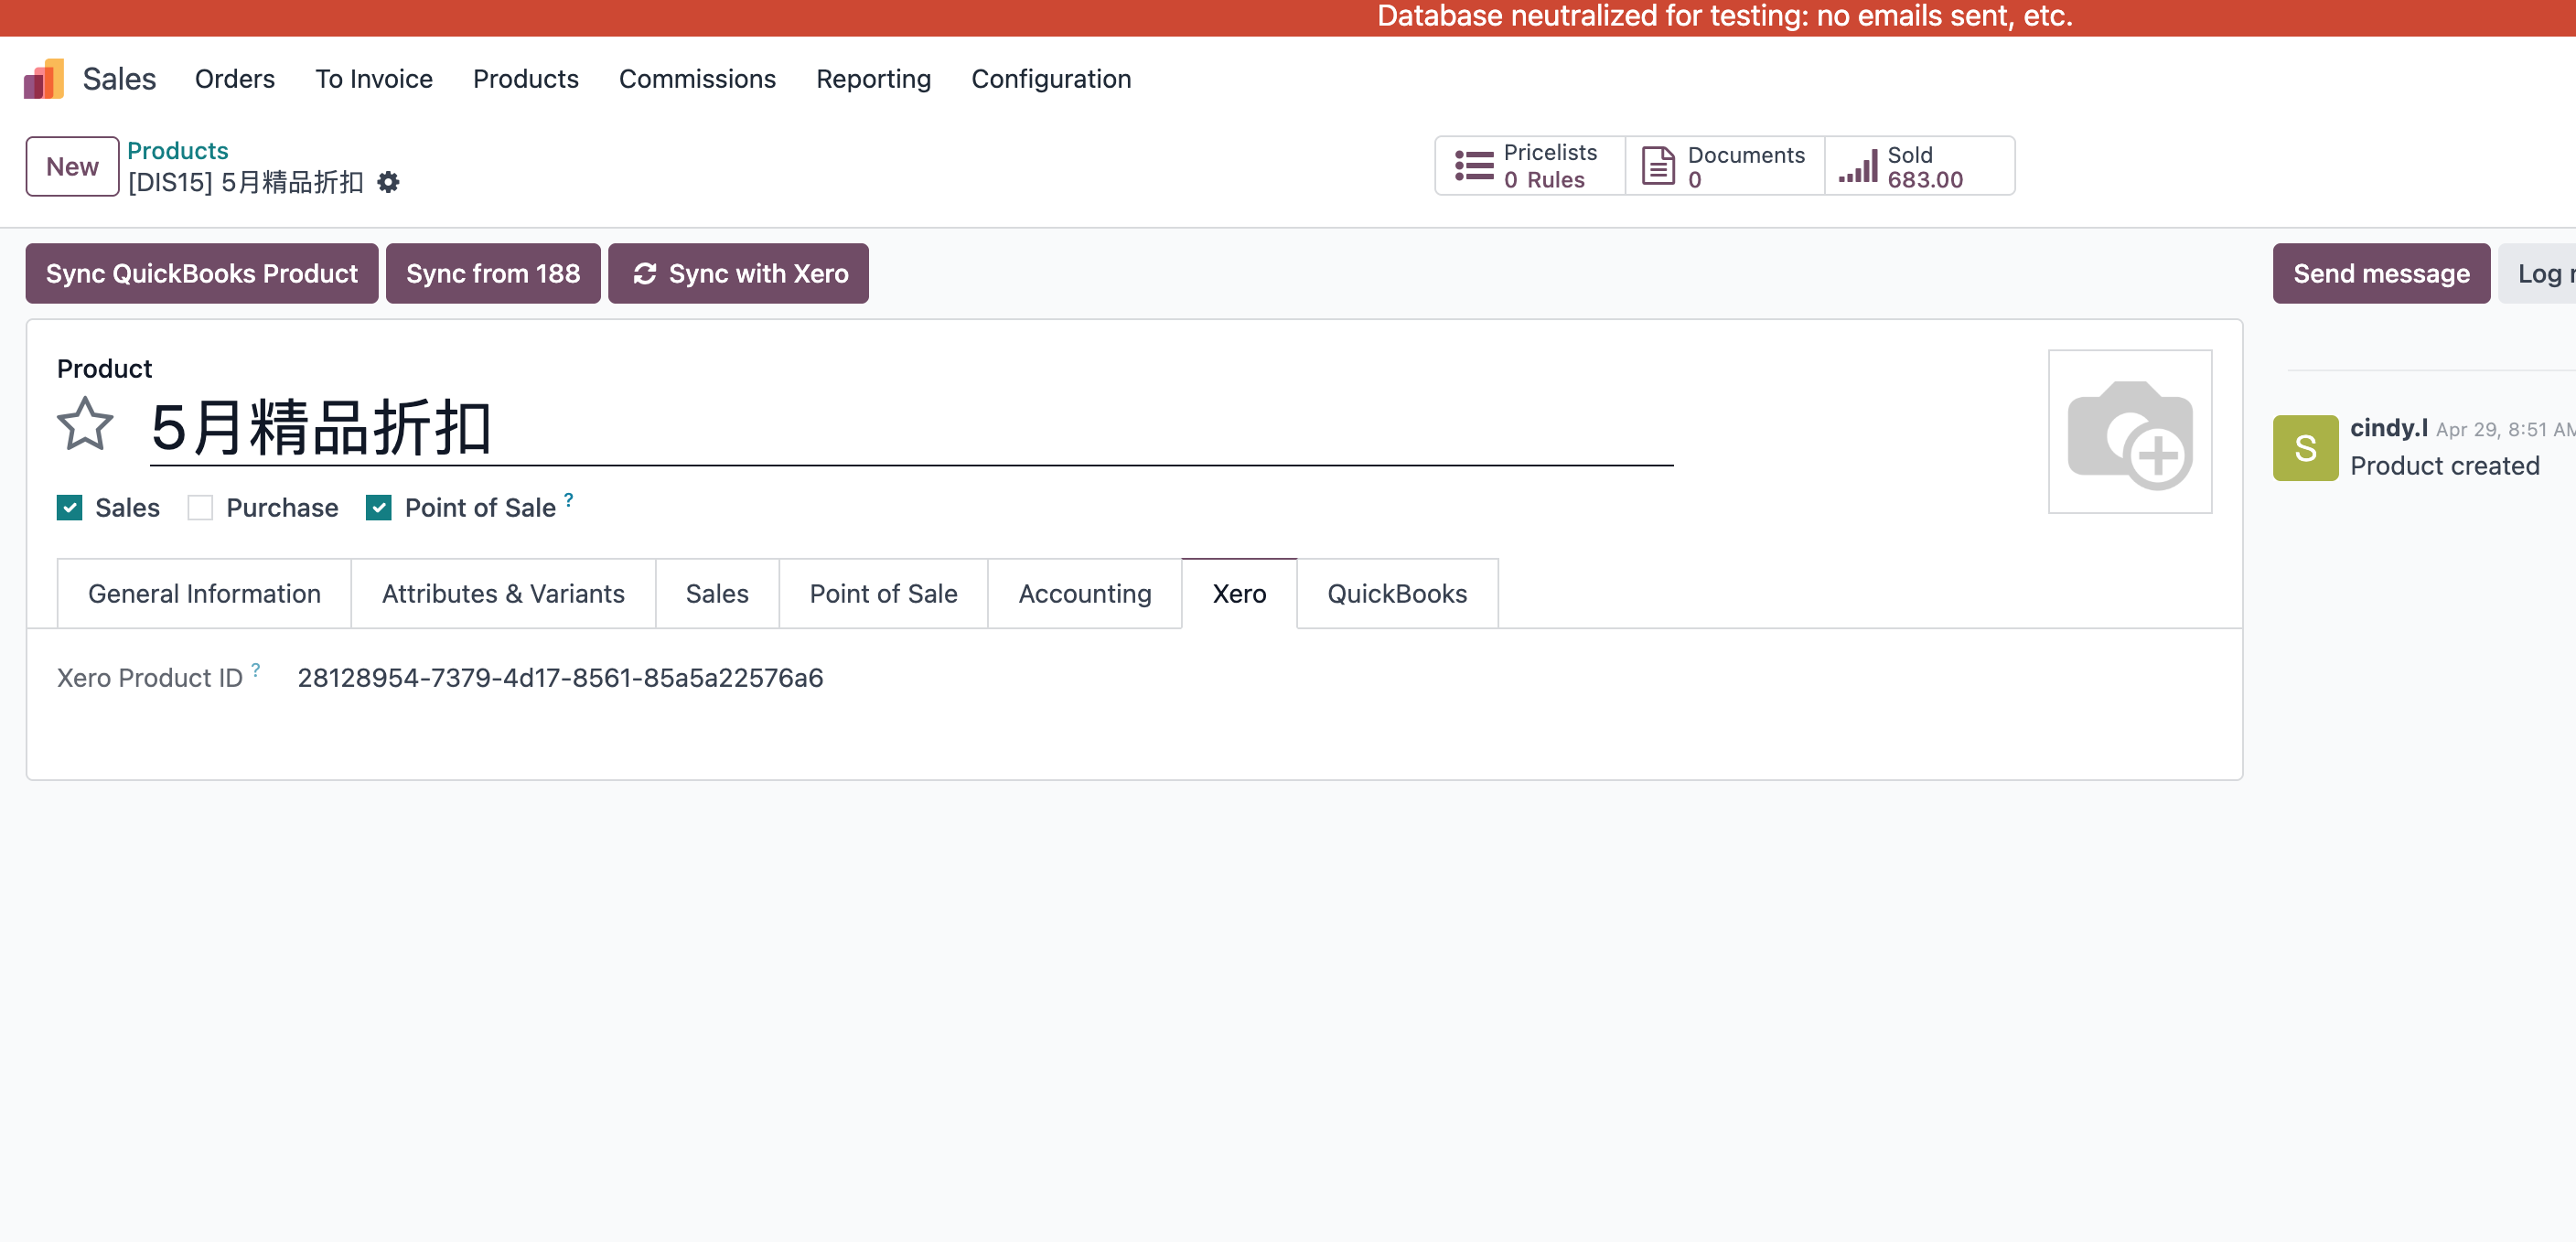 Database neutralized for testing: no emails sent, etc.
Sales Orders To Invoice Products Commissions Reporting Configuration
New Products
[DIS15] 5月精品折扣
Pricelists
0 Rules
Documents
0
Sold
683.00
Sync QuickBooks Product Sync from 188 Sync with Xero
Send message Log
Product
5月精品折扣
Sales Purchase Point of Sale ?
General Information Attributes & Variants Sales Point of Sale Accounting Xero QuickBooks
Xero Product ID ? 28128954-7379-4d17-8561-85a5a22576a6
S
cindy.l Apr 29, 8:51 AM
Product created